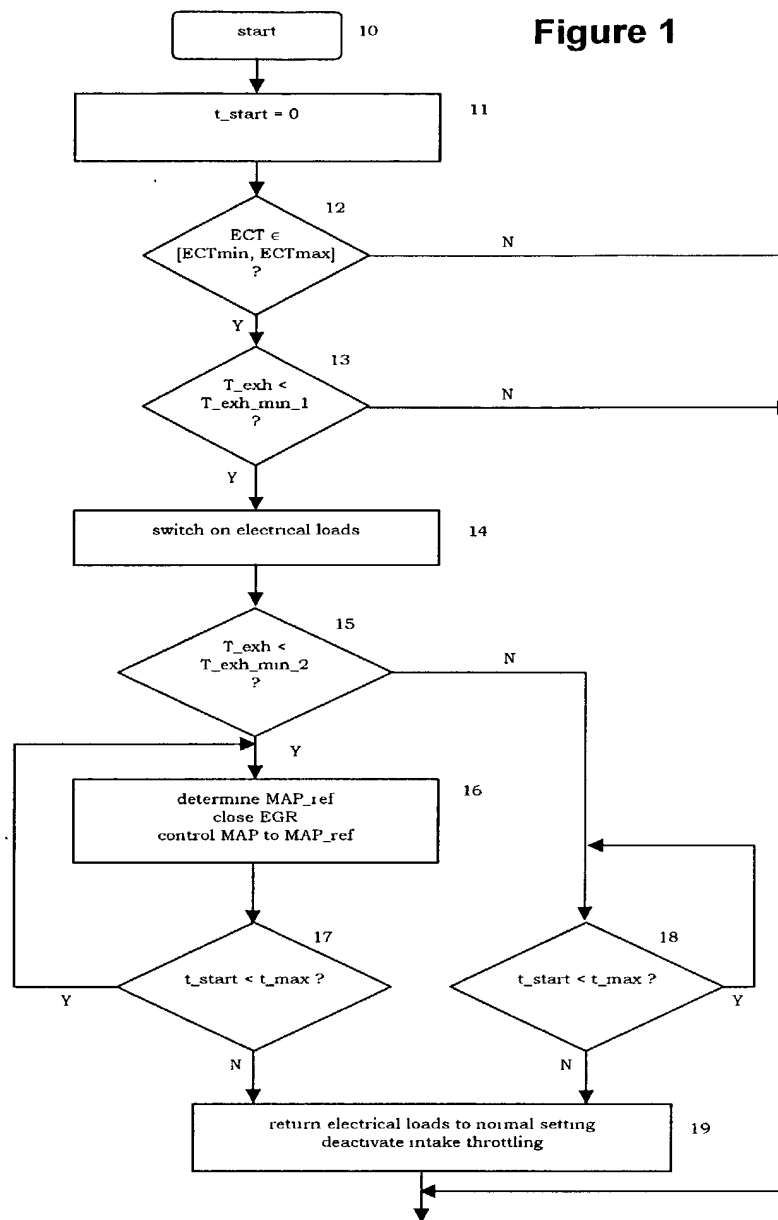 Figure 1
start
10
t_start = 0
11
12
ECT ∈
[ECTmin, ECTmax]
?
N
Y
13
T_exh <
T_exh_min_1
?
N
Y
switch on electrical loads
14
15
T_exh <
T_exh_min_2
?
N
Y
determine MAP_ref
close EGR
control MAP to MAP_ref
16
17
t_start < t_max ?
Y
N
18
t_start < t_max ?
Y
N
return electrical loads to normal setting
deactivate intake throttling
19